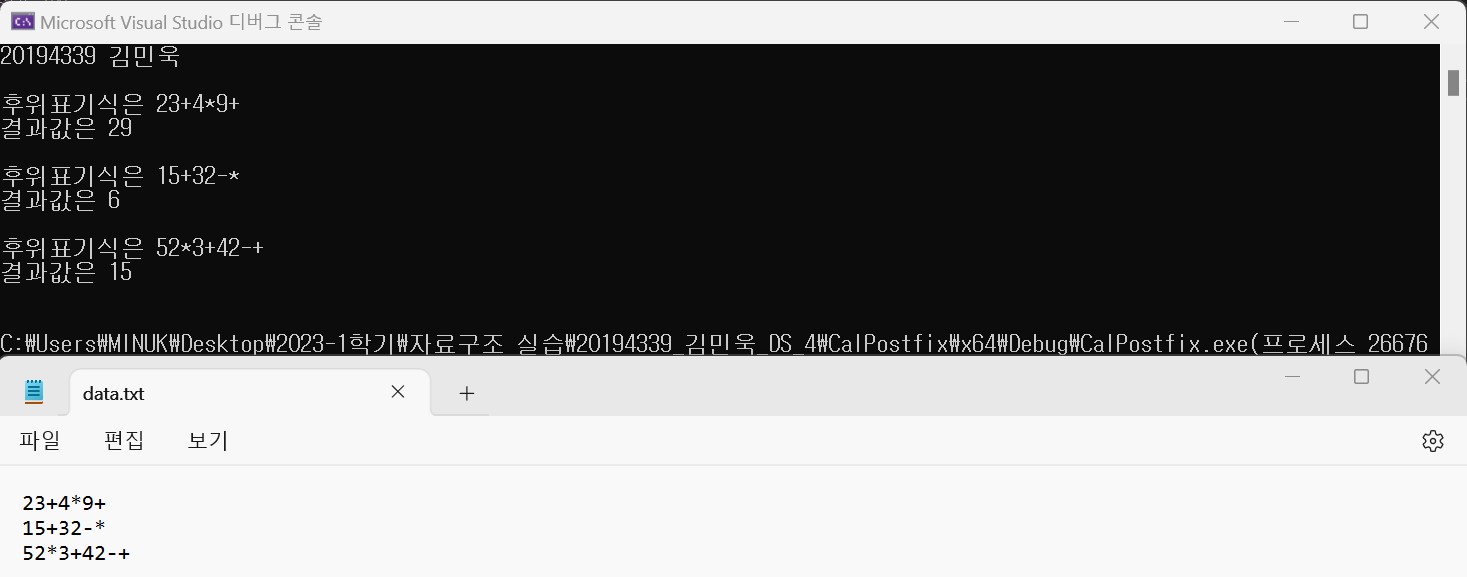 Microsoft Visual Studio 디버그 콘솔
20194339 김민욱
후위표기식은 23+4*9+
결과값은 29
후위표기식은 15+32-*
결과값은 6
후위표기식은 52*3+42-+
결과값은 15
C:₩Users₩MINUK₩Desktop₩2023-1학기₩자료구조 실습₩20194339_김민욱_DS_4₩CalPostfix₩x64₩Debug₩CalPostfix.exe(프로세스 26676
data.txt
파일 편집 보기
23+4*9+
15+32-*
52*3+42-+